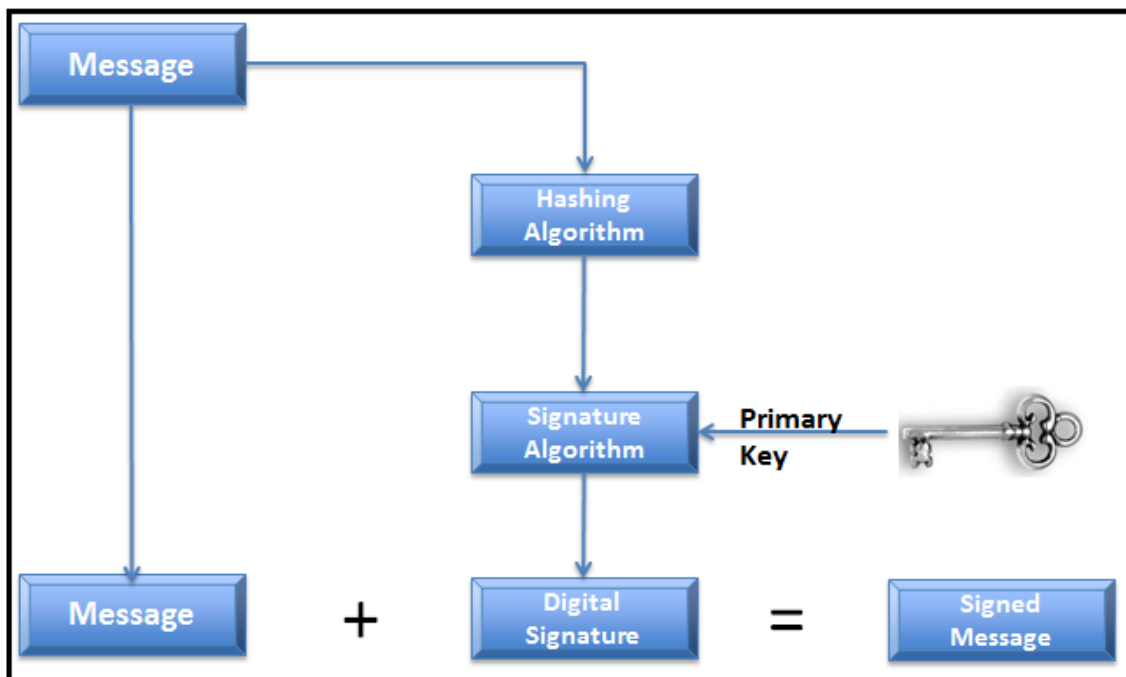 Message
Hashing
Algorithm
Signature
Algorithm
Primary
Key
Message
+
Digital
Signature
=
Signed
Message